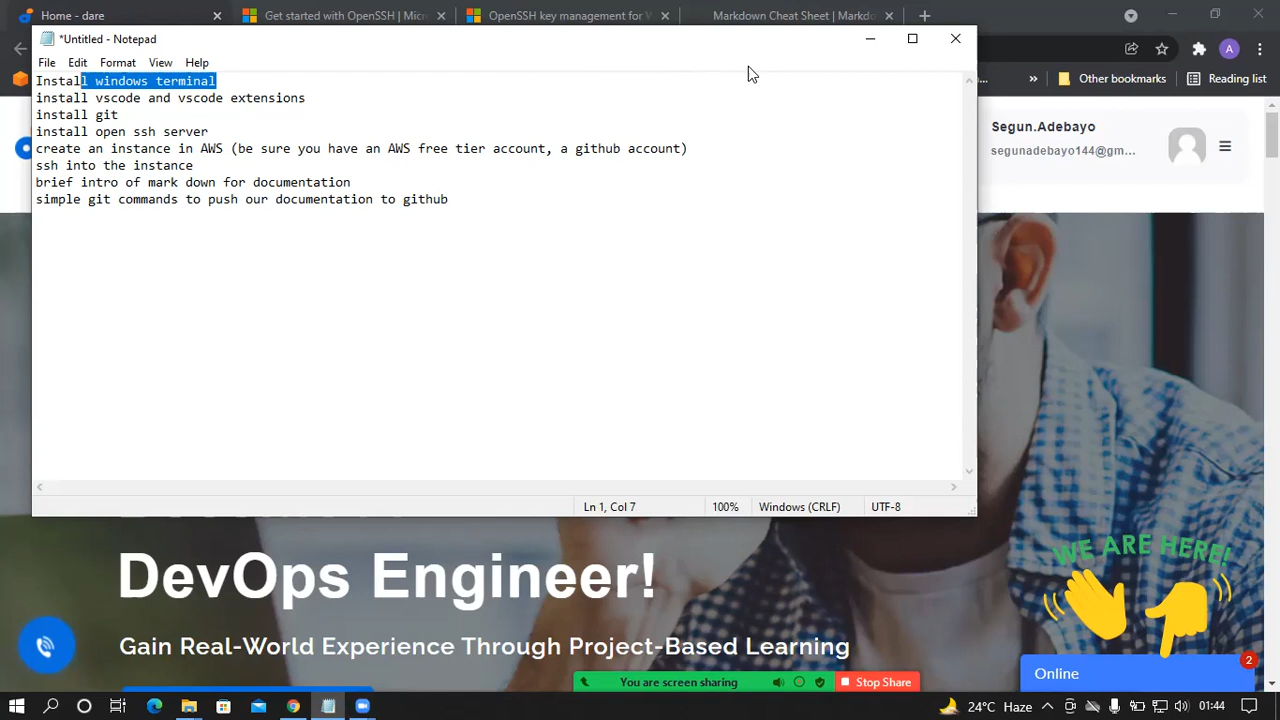 Home - dare
Get started with OpenSSH | Micr
OpenSSH key management for W
Markdown Cheat Sheet | Markdo
*Untitled - Notepad
File Edit Format View Help
A
Other bookmarks
Reading list
Install windows terminal
install vscode and vscode extensions
install git
install open ssh server
create an instance in AWS (be sure you have an AWS free tier account, a github account)
ssh into the instance
brief intro of mark down for documentation
simple git commands to push our documentation to github
Segun.Adebayo
segunadebayo144@gm...
Ln 1, Col 7
100%
Windows (CRLF)
UTF-8
WE ARE HERE!
DevOps Engineer!
Gain Real-World Experience Through Project-Based Learning
Online
2
You are screen sharing
Stop Share
24°C Haze
01:44